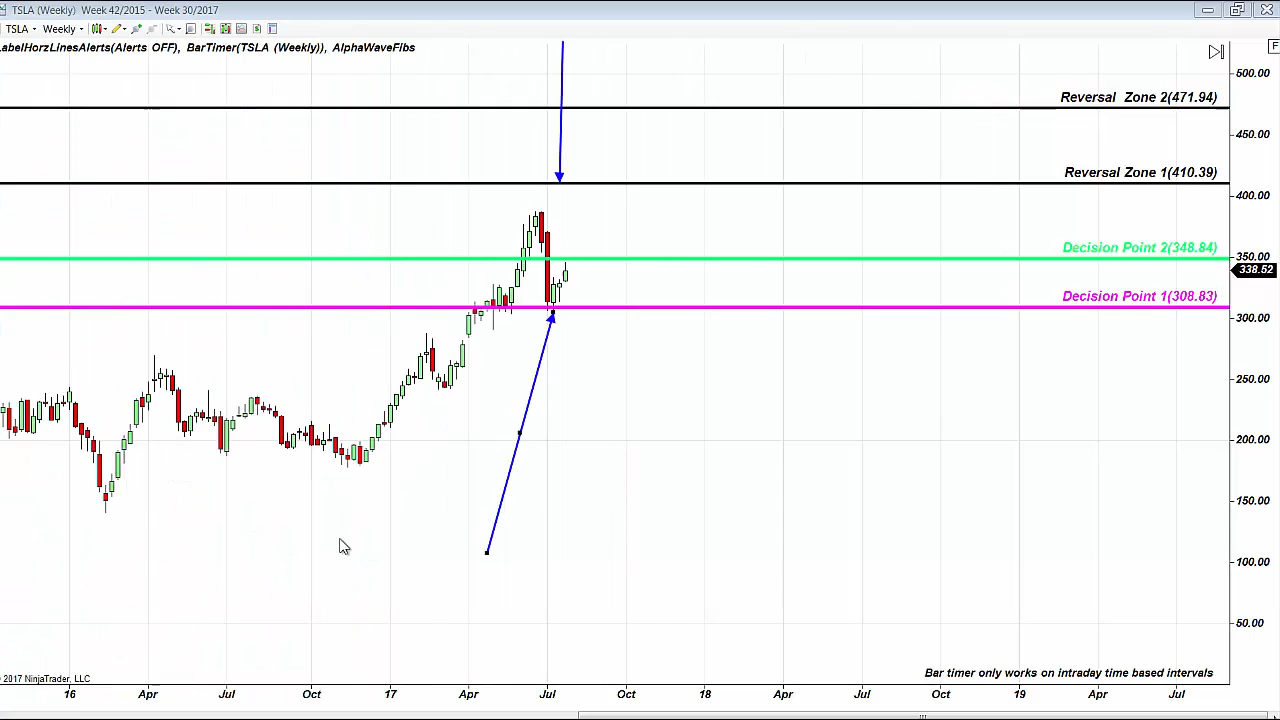 TSLA (Weekly) Week 42/2015 - Week 30/2017
TSLA Weekly
LabelHorzLinesAlerts(Alerts OFF), BarTimer(TSLA (Weekly)), AlphaWaveFibs
F
500.00
Reversal Zone 2(471.94)
450.00
Reversal Zone 1(410.39)
400.00
Decision Point 2(348.84)
350.00
338.52
Decision Point 1(308.83)
300.00
250.00
200.00
150.00
100.00
50.00
Bar timer only works on intraday time based intervals
© 2017 NinjaTrader, LLC
16 Apr Jul Oct 17 Apr Jul Oct 18 Apr Jul Oct 19 Apr Jul